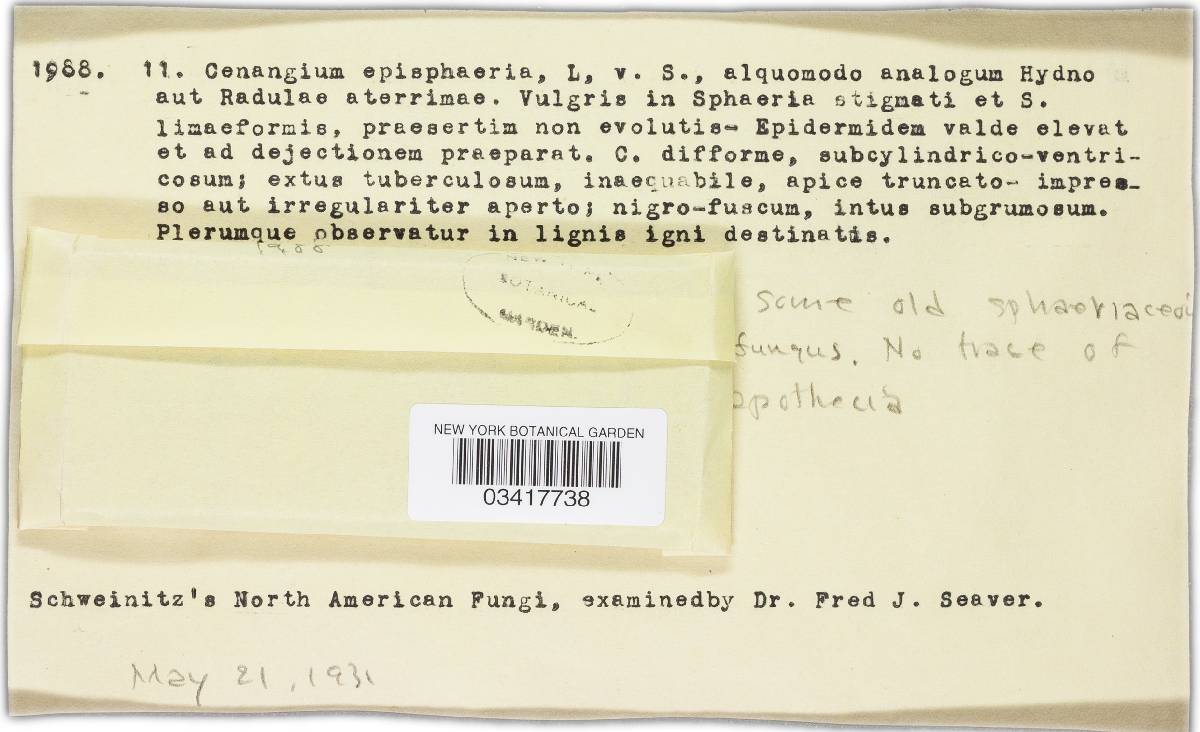 1988. 11. Cenangium episphaeria, L, v. S., alquomodo analogum Hydno
aut Radulae aterrimae. Vulgris in Sphaeria stigmati et S.
limaeformis, praesertim non evolutis- Epidermidem valde elevat
et ad dejectionem praeparat. C. difforme, subcylindrico-ventri-
cosum; extus tuberculosum, inaequabile, apice truncato- impres-
so aut irregulariter aperto; nigro-fuscum, intus subgrumosum.
Plerumque observatur in lignis igni destinatis.
1988
BOTANICAL
GARDEN.
Some old sphaeriaceous
fungus. No trace of
apothecia
NEW YORK BOTANICAL GARDEN
03417738
Schweinitz's North American Fungi, examinedby Dr. Fred J. Seaver.
May 21, 1931